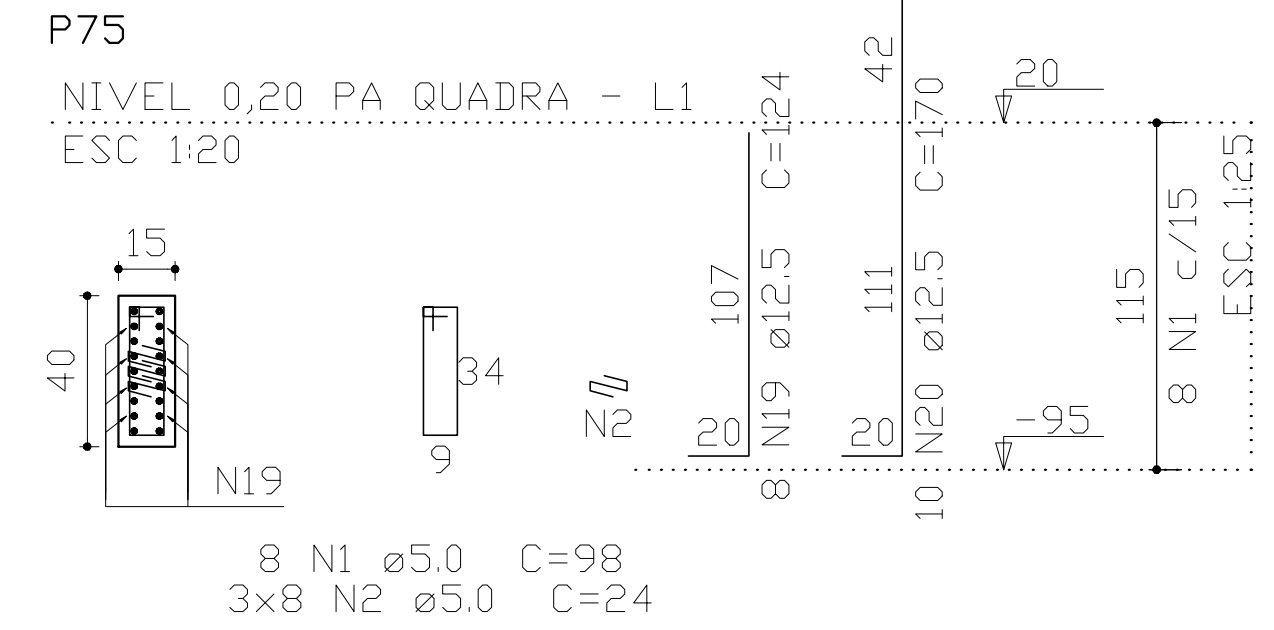 P75
NIVEL 0,20 PA QUADRA - L1
ESC 1:20
15
40
N19
34
9
N2
8 N1 ø5.0 C=98
3x8 N2 ø5.0 C=24
107
20
8 N19 ø12.5 C=124
42
111
20
10 N20 ø12.5 C=170
20
-95
115
8 N1 c/15
ESC 1:25